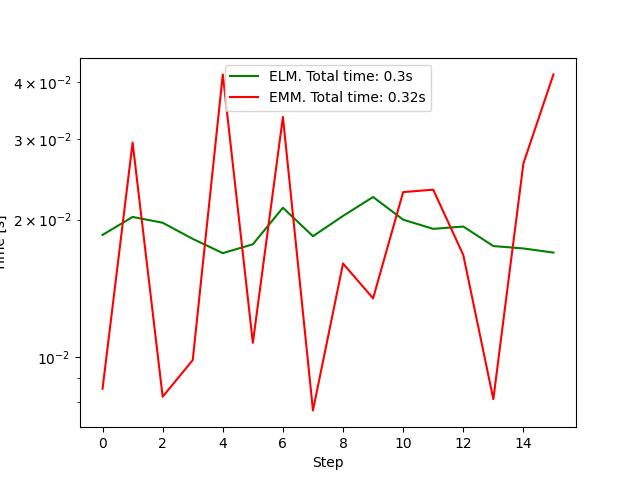 ELM. Total time: 0.3s
EMM. Total time: 0.32s
4 × 10⁻²
3 × 10⁻²
2 × 10⁻²
10⁻²
0 2 4 6 8 10 12 14
Step